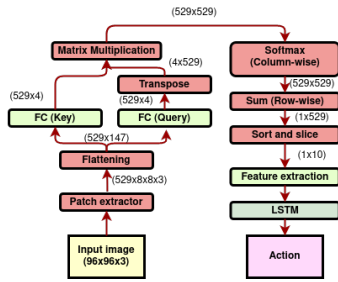 (529x529)
Matrix Multiplication
(4x529)
Transpose
(529x4)
(529x4)
FC (Key)
FC (Query)
(529x147)
Flattening
(529x8x8x3)
Patch extractor
Input image
(96x96x3)
Softmax
(Column-wise)
(529x529)
Sum (Row-wise)
(1x529)
Sort and slice
(1x10)
Feature extraction
LSTM
Action